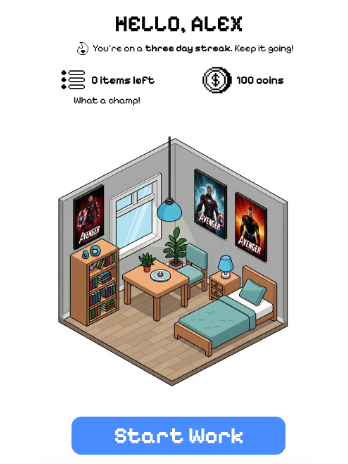 HELLO, ALEX
You're on a three day streak. Keep it going!
0 items left
100 coins
What a champ!
AVENGER
AVENGER
AVENGER
Start Work